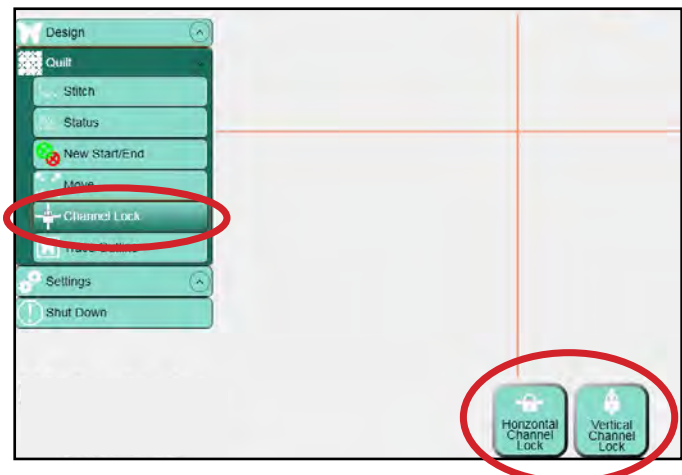 Design
Quilt
Stitch
Status
New Start/End
Move
Channel Lock
Settings
Shut Down
Horizontal
Channel
Lock
Vertical
Channel
Lock